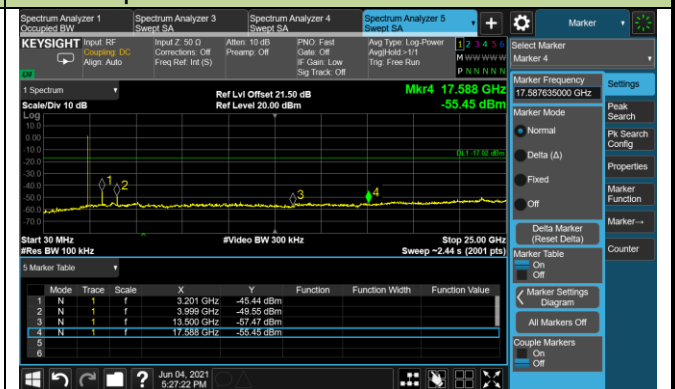 Spectrum Analyzer 1
Occupied BW
Spectrum Analyzer 3
Swept SA
Spectrum Analyzer 4
Swept SA
Spectrum Analyzer 5
Swept SA
Marker
KEYSIGHT
Input: RF
Coupling: DC
Align: Auto
Input Z: 50 Ω
Corrections: Off
Freq Ref: Int (S)
Atten: 10 dB
Preamp: Off
PNO: Fast
Gate: Off
IF Gain: Low
Sig Track: Off
Avg Type: Log-Power
Avg|Hold:>1/1
Trig: Free Run
1 2 3 4 5 6
M W W W W W
P N N N N N
LXI
1 Spectrum
Scale/Div 10 dB
Ref Lvl Offset 21.50 dB
Ref Level 20.00 dBm
Mkr4 17.588 GHz
-55.45 dBm
Log
10.0
0.00
-10.0
-20.0
-30.0
-40.0
-50.0
-60.0
-70.0
DL1 -17.02 dBm
1
2
3
4
Start 30 MHz
#Res BW 100 kHz
#Video BW 300 kHz
Stop 25.00 GHz
Sweep ~2.44 s (2001 pts)
5 Marker Table
Mode Trace Scale X Y Function Function Width Function Value
1 N 1 f 3.201 GHz -45.44 dBm
2 N 1 f 3.999 GHz -49.55 dBm
3 N 1 f 13.500 GHz -57.47 dBm
4 N 1 f 17.588 GHz -55.45 dBm
5
6
Select Marker
Marker 4
Marker Frequency
17.587635000 GHz
Marker Mode
Normal
Delta (Δ)
Fixed
Off
Delta Marker
(Reset Delta)
Marker Table
On
Off
Marker Settings
Diagram
All Markers Off
Couple Markers
On
Off
Settings
Peak
Search
Pk Search
Config
Properties
Marker
Function
Marker→
Counter
?
Jun 04, 2021
5:27:22 PM